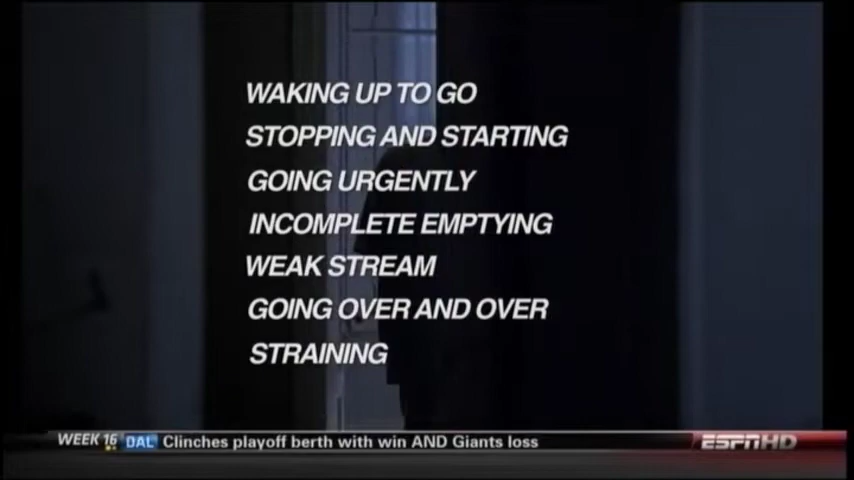 WAKING UP TO GO
STOPPING AND STARTING
GOING URGENTLY
INCOMPLETE EMPTYING
WEAK STREAM
GOING OVER AND OVER
STRAINING
WEEK 16 DAL Clinches playoff berth with win AND Giants loss ESPN HD